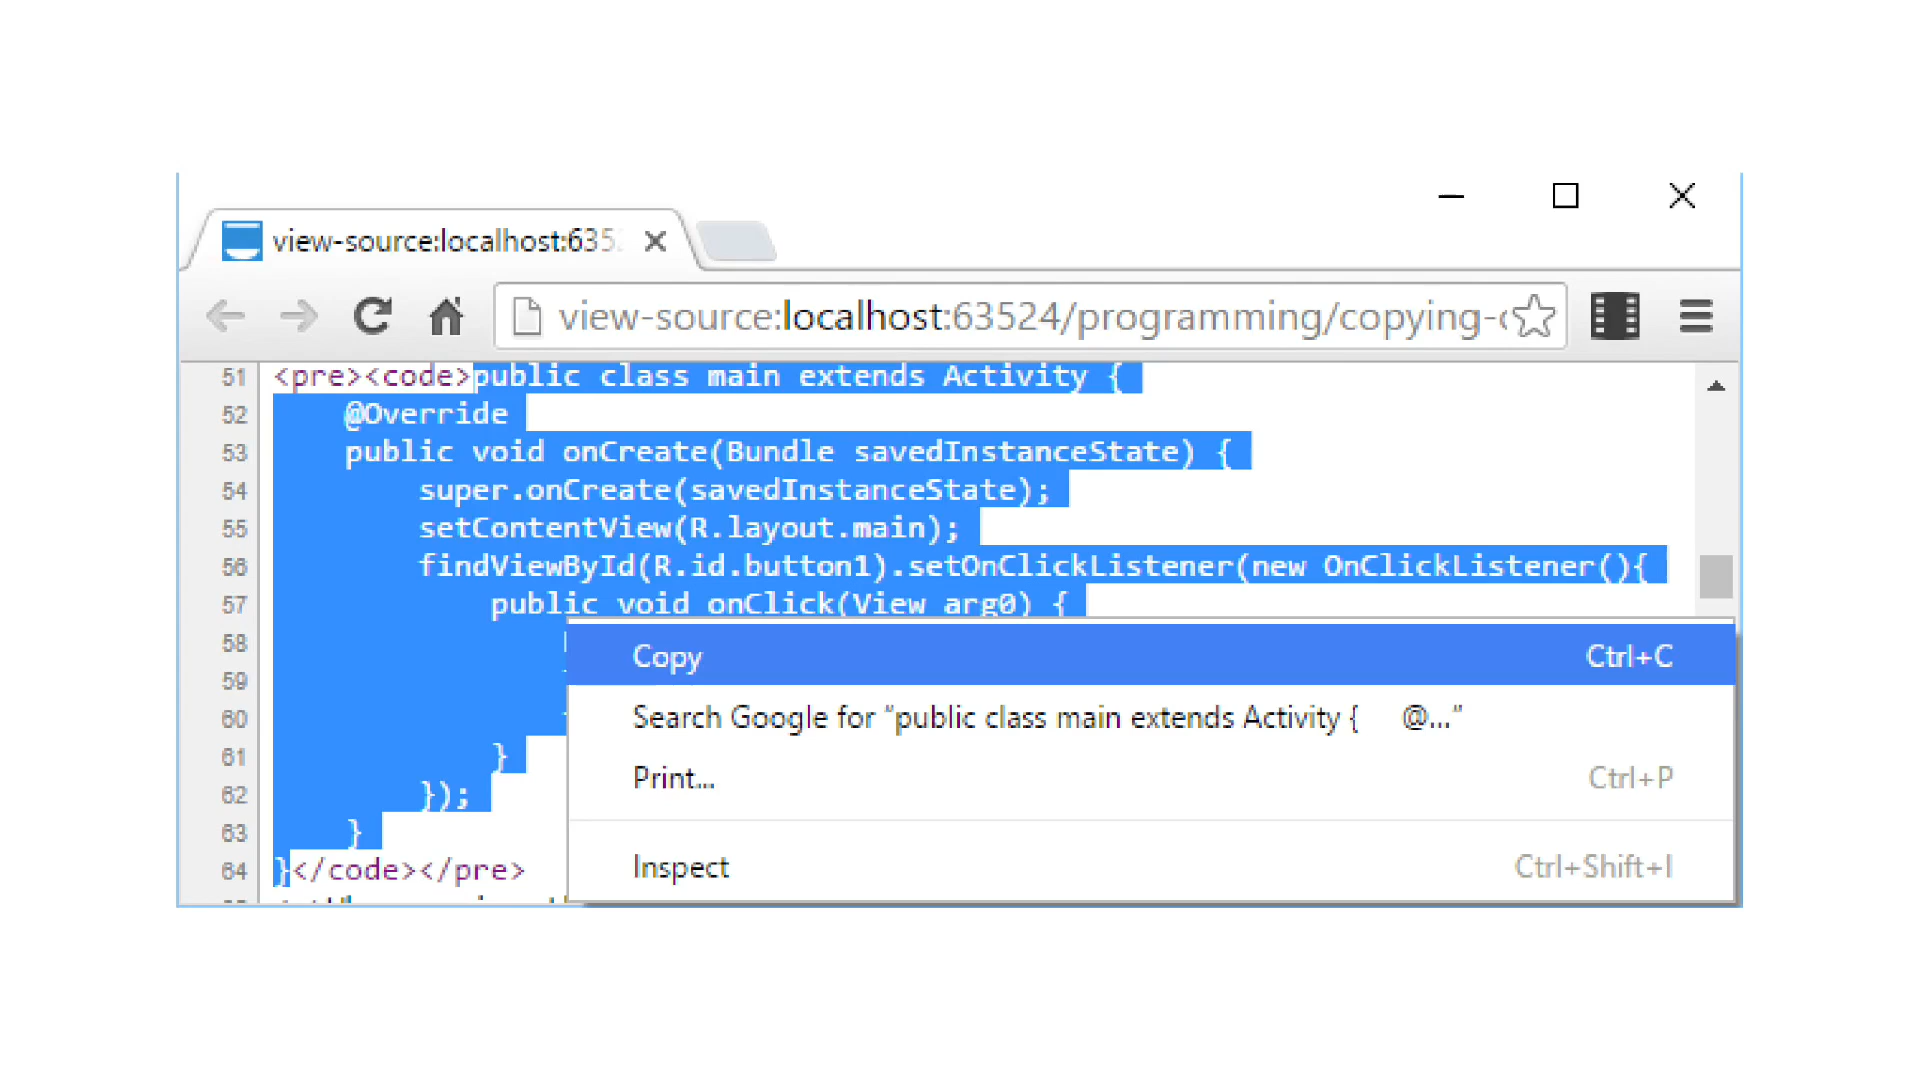 view-source:localhost:635
view-source:localhost:63524/programming/copying-
51 <pre><code>public class main extends Activity {
52 @Override
53 public void onCreate(Bundle savedInstanceState) {
54 super.onCreate(savedInstanceState);
55 setContentView(R.layout.main);
56 findViewById(R.id.button1).setOnClickListener(new OnClickListener(){
57 public void onClick(View arg0) {
58
Copy Ctrl+C
59
60
Search Google for “public class main extends Activity { @...”
61 }
Print... Ctrl+P
62 });
63 }
64 }</code></pre>
Inspect Ctrl+Shift+I